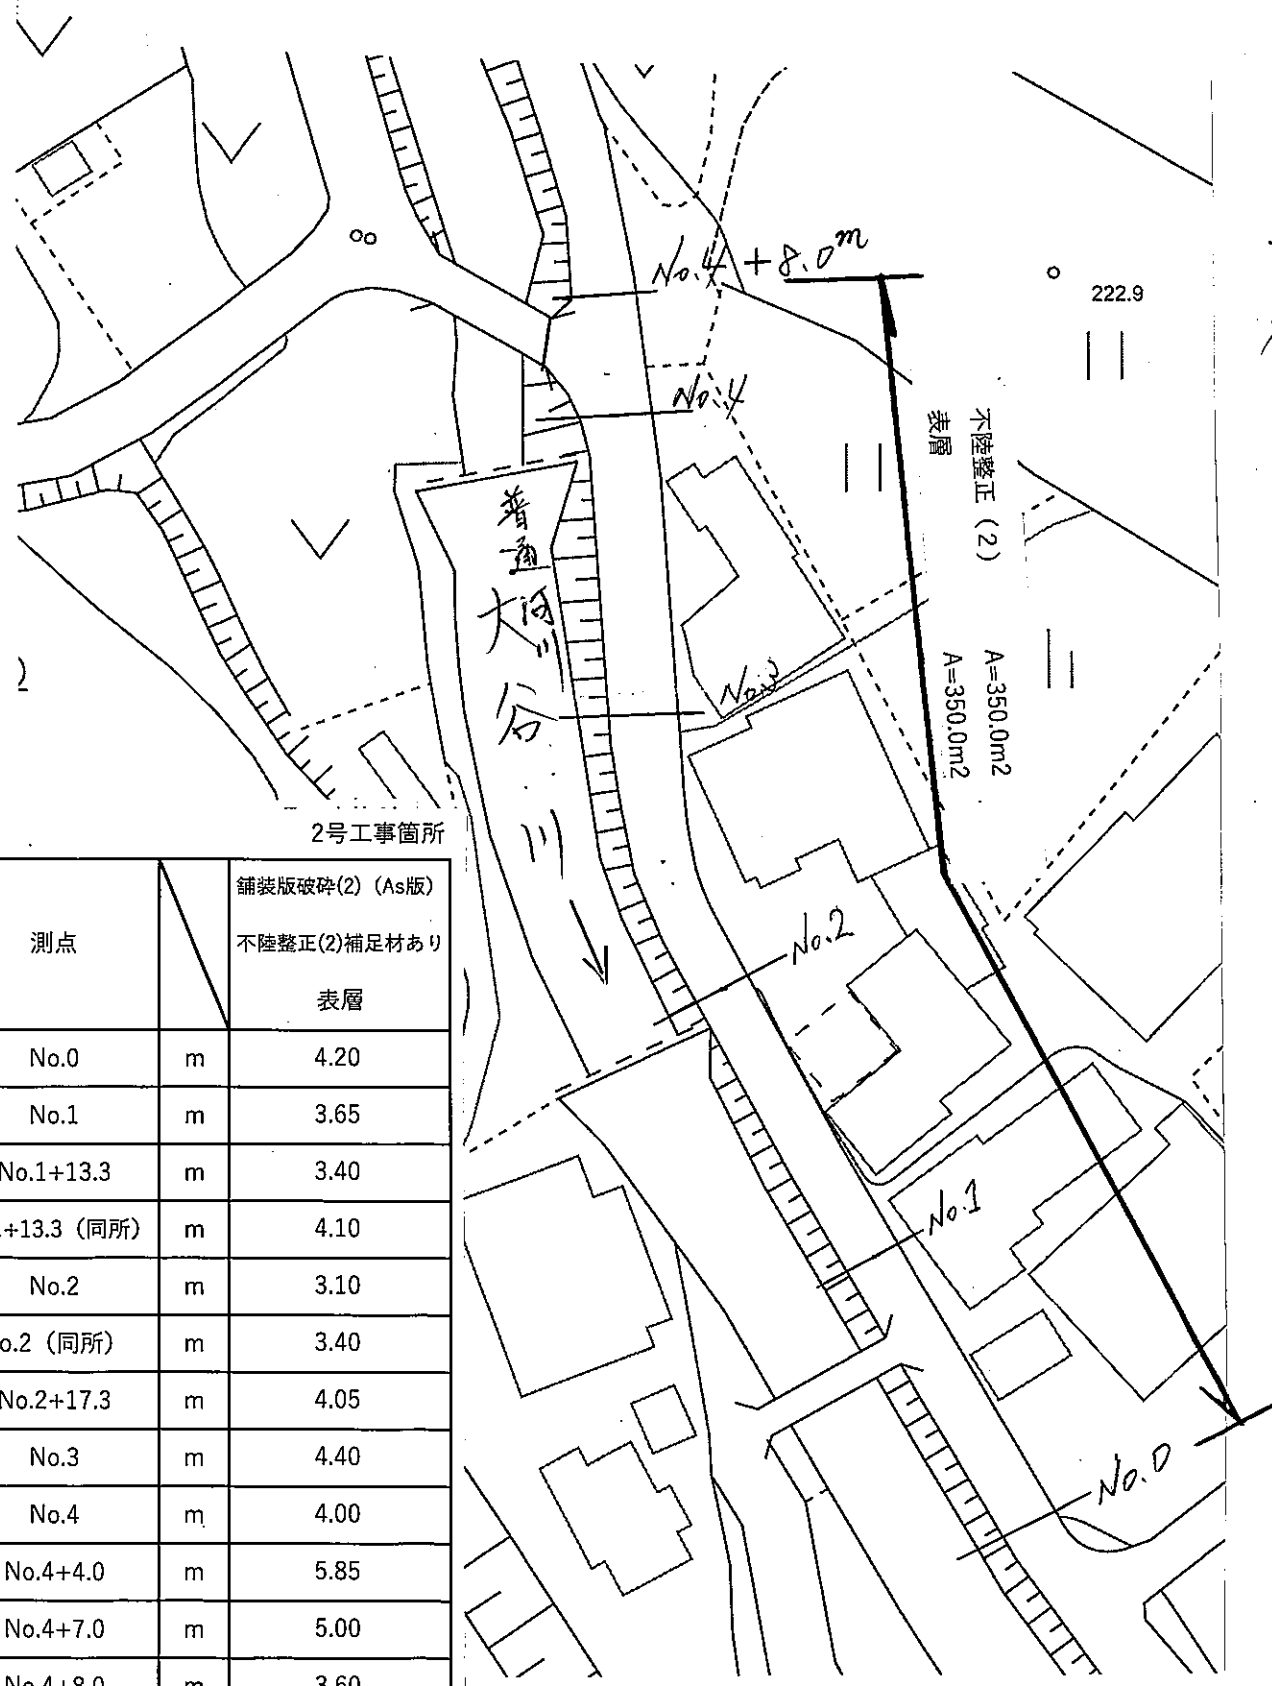 No.4 +8.0m
222.9
No.4
不陸整正（2） A=350.0m2
表層 A=350.0m2
普通河川
大谷川
No.3
No.2
No.1
No.0
2号工事箇所
測点
舗装版破砕(2)（As版）
不陸整正(2)補足材あり
表層
No.0 m 4.20
No.1 m 3.65
No.1+13.3 m 3.40
+13.3（同所） m 4.10
No.2 m 3.10
o.2（同所） m 3.40
No.2+17.3 m 4.05
No.3 m 4.40
No.4 m 4.00
No.4+4.0 m 5.85
No.4+7.0 m 5.00
No.4+8.0 m 3.60